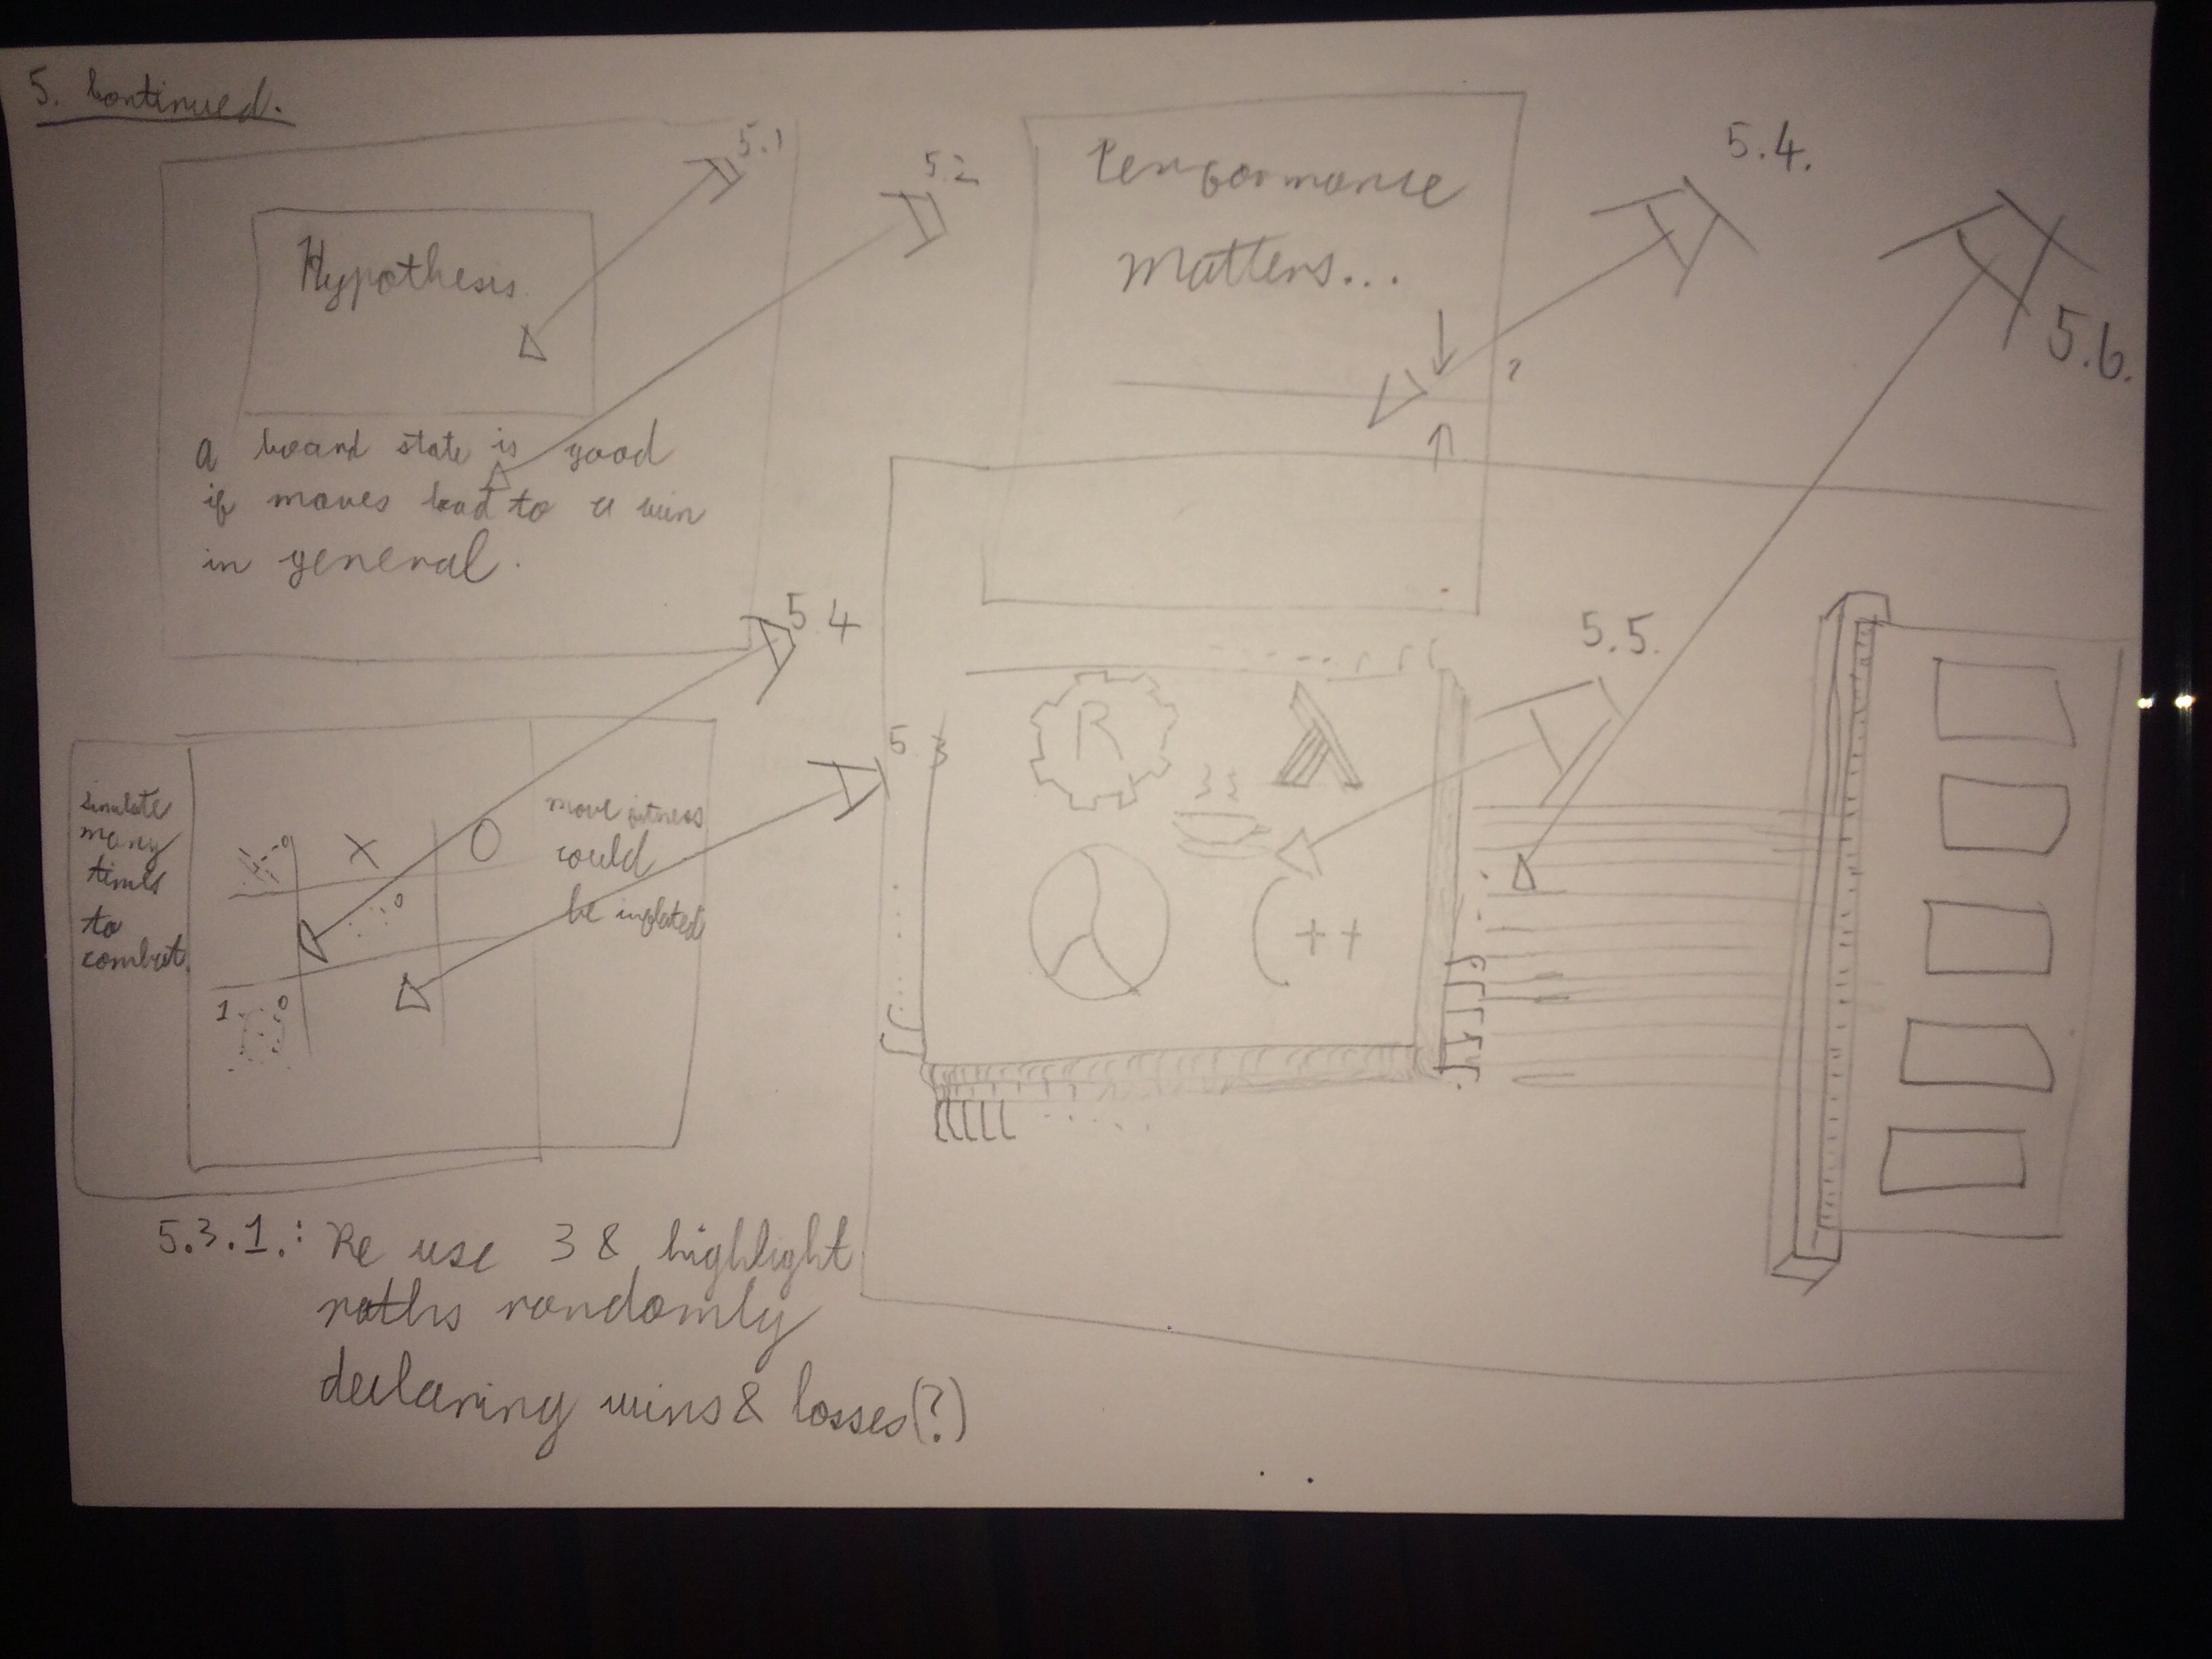 5. Continued.
5.1
Hypothesis
5.2
a board state is good
if moves lead to a win
in general.
Performance
Matters...
?
5.4.
5.6.
5.4
5.3
simulate
many
times
to
combat.
X
O
move fitness
could
be inflated
1
5.5.
R
λ
C++
5.3.1.: Re use 3 & highlight
paths randomly
declaring wins & losses(?)